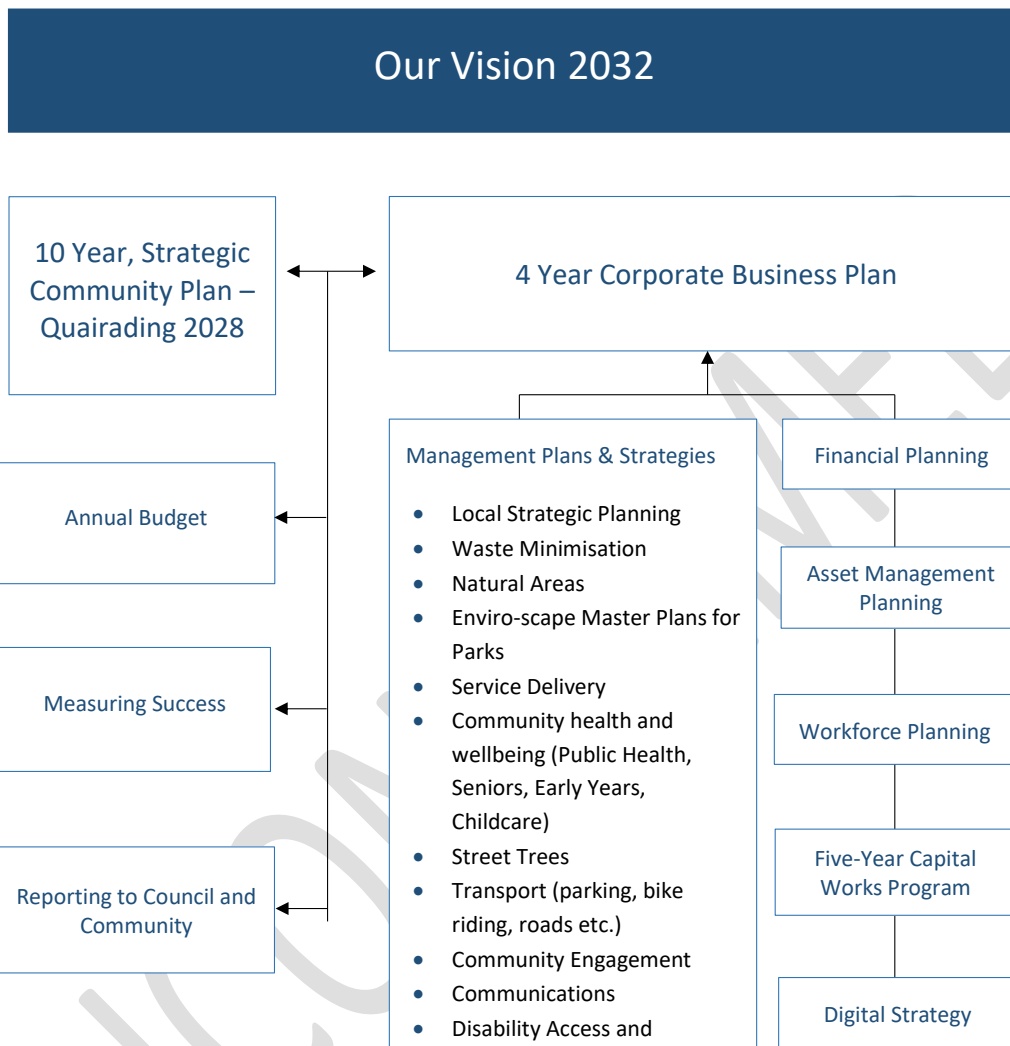 Our Vision 2032
10 Year, Strategic
Community Plan –
Quairading 2028
4 Year Corporate Business Plan
Annual Budget
Measuring Success
Reporting to Council and
Community
Management Plans & Strategies
• Local Strategic Planning
• Waste Minimisation
• Natural Areas
• Enviro-scape Master Plans for
Parks
• Service Delivery
• Community health and
wellbeing (Public Health,
Seniors, Early Years,
Childcare)
• Street Trees
• Transport (parking, bike
riding, roads etc.)
• Community Engagement
• Communications
• Disability Access and
Financial Planning
Asset Management
Planning
Workforce Planning
Five-Year Capital
Works Program
Digital Strategy